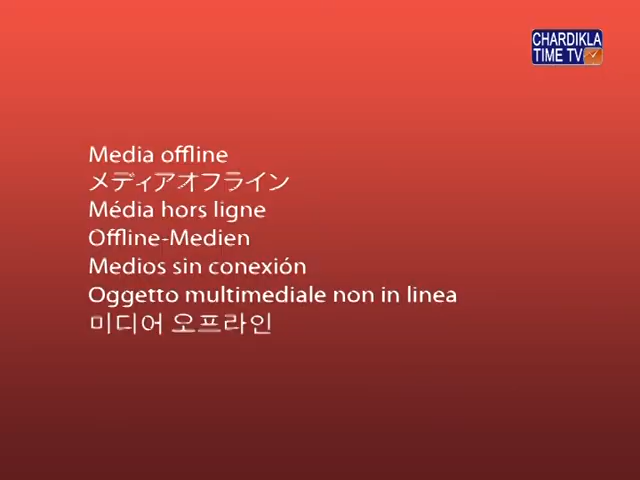 CHARDIKLA
TIME TV
Media offline
メディアオフライン
Média hors ligne
Offline-Medien
Medios sin conexión
Oggetto multimediale non in linea
미디어 오프라인